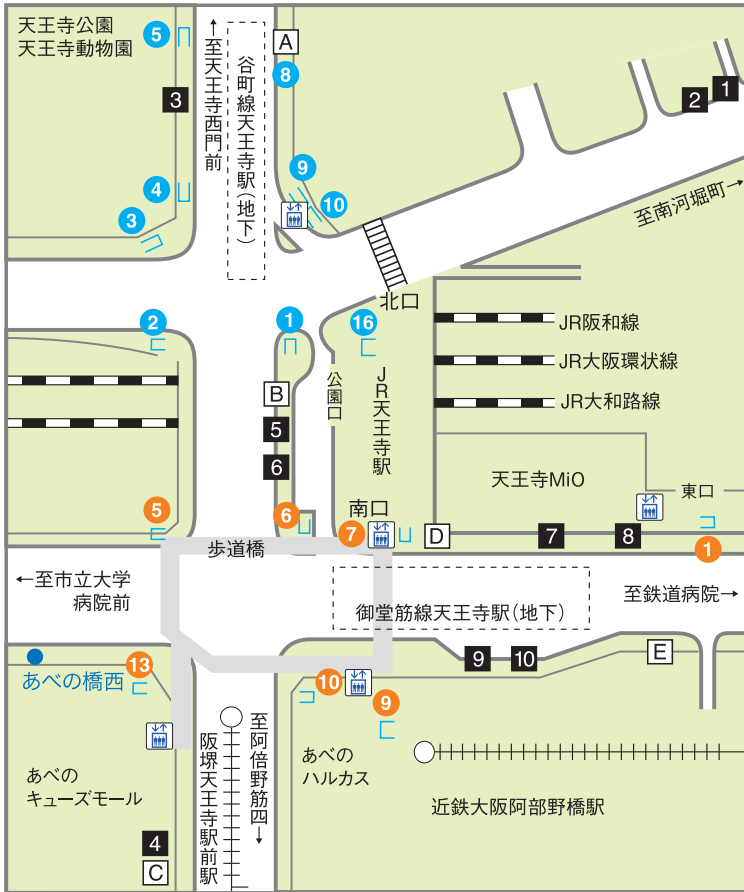 天王寺公園
天王寺動物園
5
3
4
3
←至天王寺西門前
谷町線天王寺駅(地下)
A
8
9
10
2
1
至南河堀町→
北口
2
1
16
B
5
6
公園口
JR天王寺駅
JR阪和線
JR大阪環状線
JR大和路線
天王寺MiO
東口
5
6
南口
7
D
7
8
1
歩道橋
←至市立大学
病院前
御堂筋線天王寺駅(地下)
至鉄道病院→
あべの橋西
13
10
9
9
10
E
あべの
キューズモール
4
C
阪堺天王寺駅前駅
至阿倍野筋四→
あべの
ハルカス
近鉄大阪阿部野橋駅